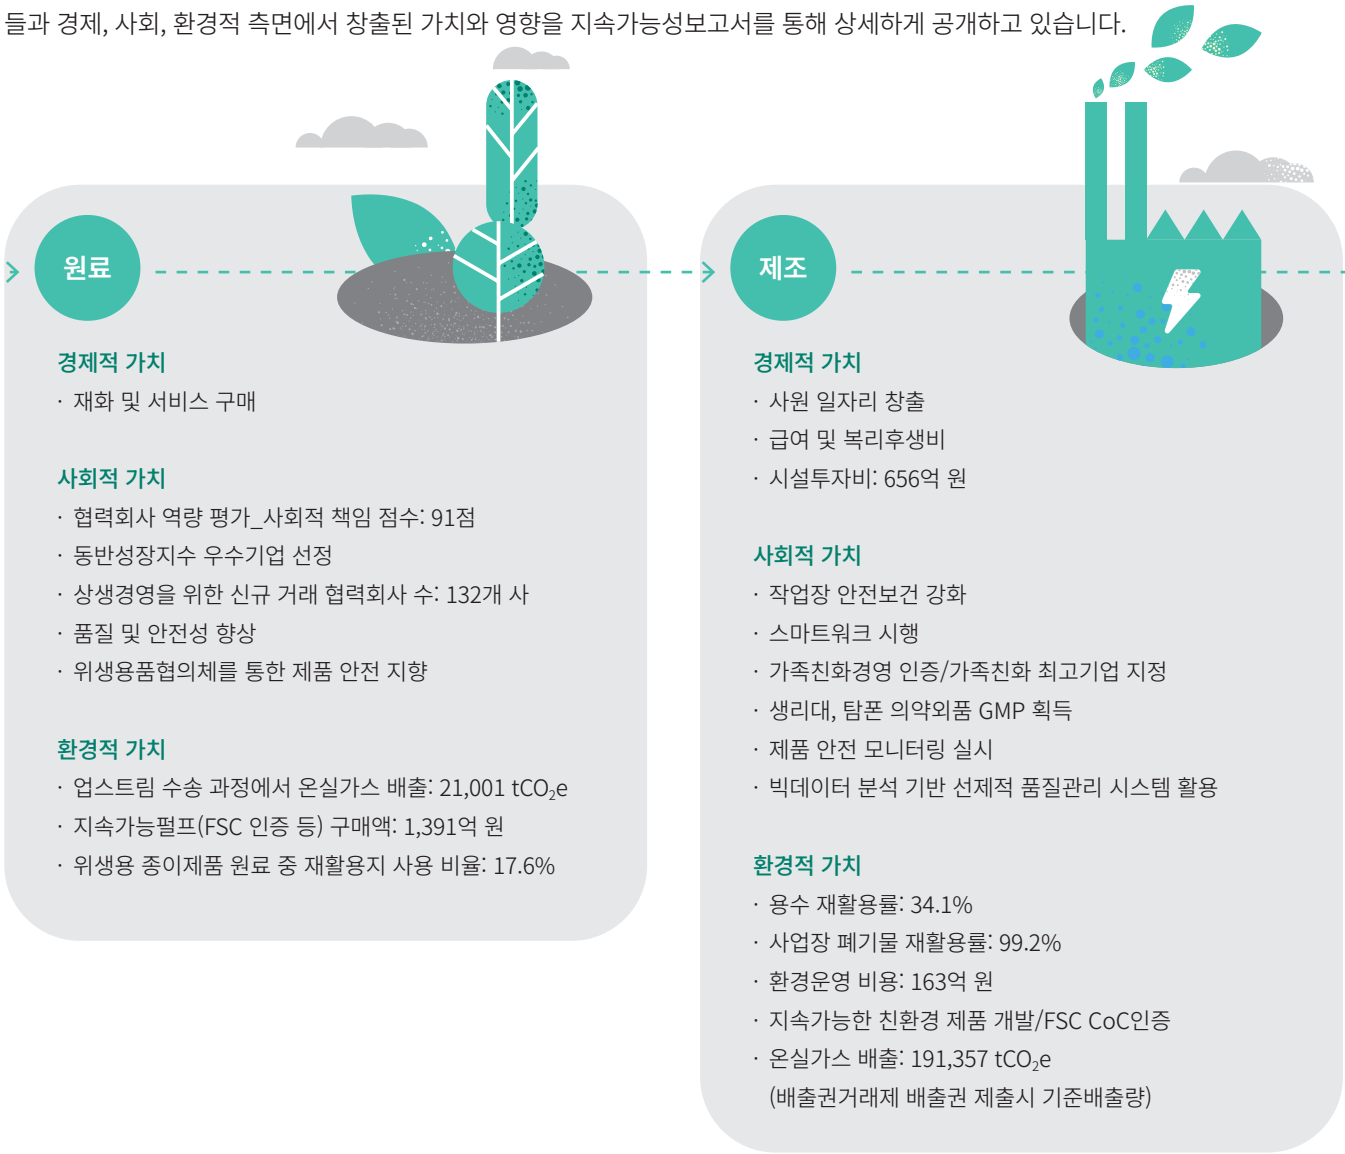 들과 경제, 사회, 환경적 측면에서 창출된 가치와 영향을 지속가능성보고서를 통해 상세하게 공개하고 있습니다.
원료
경제적 가치
· 재화 및 서비스 구매
사회적 가치
· 협력회사 역량 평가_사회적 책임 점수: 91점
· 동반성장지수 우수기업 선정
· 상생경영을 위한 신규 거래 협력회사 수: 132개 사
· 품질 및 안전성 향상
· 위생용품협의체를 통한 제품 안전 지향
환경적 가치
· 업스트림 수송 과정에서 온실가스 배출: 21,001 tCO₂e
· 지속가능펄프(FSC 인증 등) 구매액: 1,391억 원
· 위생용 종이제품 원료 중 재활용지 사용 비율: 17.6%
제조
경제적 가치
· 사원 일자리 창출
· 급여 및 복리후생비
· 시설투자비: 656억 원
사회적 가치
· 작업장 안전보건 강화
· 스마트워크 시행
· 가족친화경영 인증/가족친화 최고기업 지정
· 생리대, 탐폰 의약외품 GMP 획득
· 제품 안전 모니터링 실시
· 빅데이터 분석 기반 선제적 품질관리 시스템 활용
환경적 가치
· 용수 재활용률: 34.1%
· 사업장 폐기물 재활용률: 99.2%
· 환경운영 비용: 163억 원
· 지속가능한 친환경 제품 개발/FSC CoC인증
· 온실가스 배출: 191,357 tCO₂e
(배출권거래제 배출권 제출시 기준배출량)